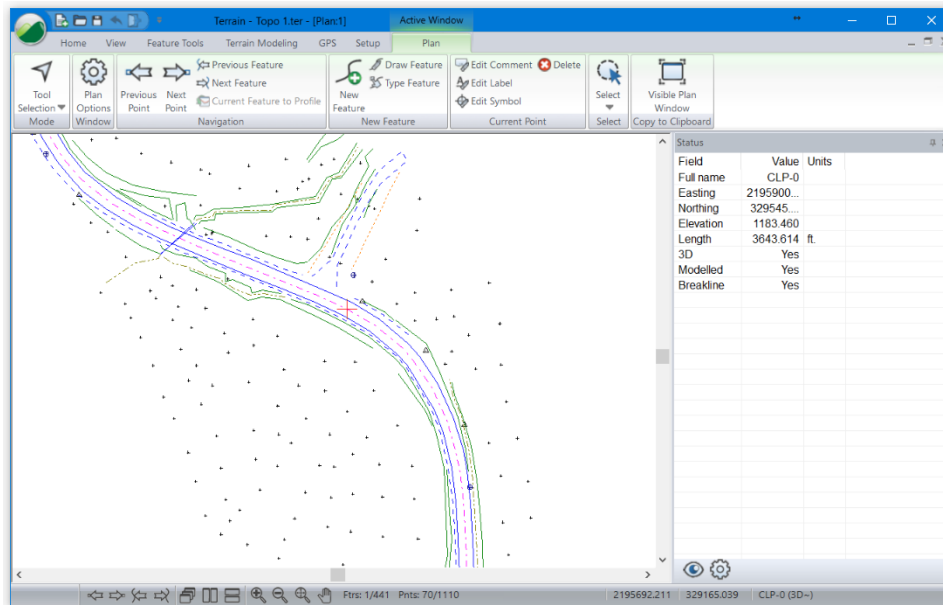 Terrain - Topo 1.ter - [Plan:1] Active Window
Home View Feature Tools Terrain Modeling GPS Setup Plan
Tool Selection
Mode
Plan Options
Window
Previous Point
Next Point
Previous Feature
Next Feature
Current Feature to Profile
Navigation
New Feature
Draw Feature
Type Feature
New Feature
Edit Comment Delete
Edit Label
Edit Symbol
Current Point
Select
Select
Visible Plan Window
Copy to Clipboard
Status
Field Value Units
Full name CLP-0
Easting 2195900...
Northing 329545....
Elevation 1183.460
Length 3643.614 ft.
3D Yes
Modelled Yes
Breakline Yes
Ftrs: 1/441 Pnts: 70/1110 2195692.211 329165.039 CLP-0 (3D~)